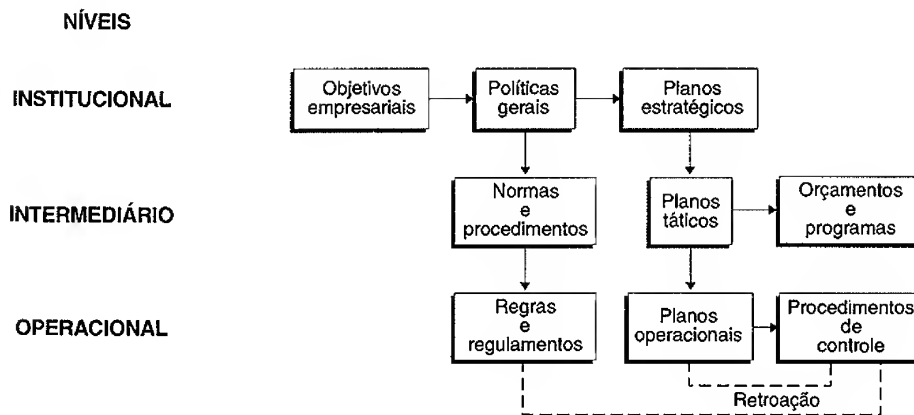 NÍVEIS
INSTITUCIONAL
Objetivos
empresariais
Políticas
gerais
Planos
estratégicos
INTERMEDIÁRIO
Normas
e
procedimentos
Planos
táticos
Orçamentos
e
programas
OPERACIONAL
Regras
e
regulamentos
Planos
operacionais
Procedimentos
de
controle
Retroação